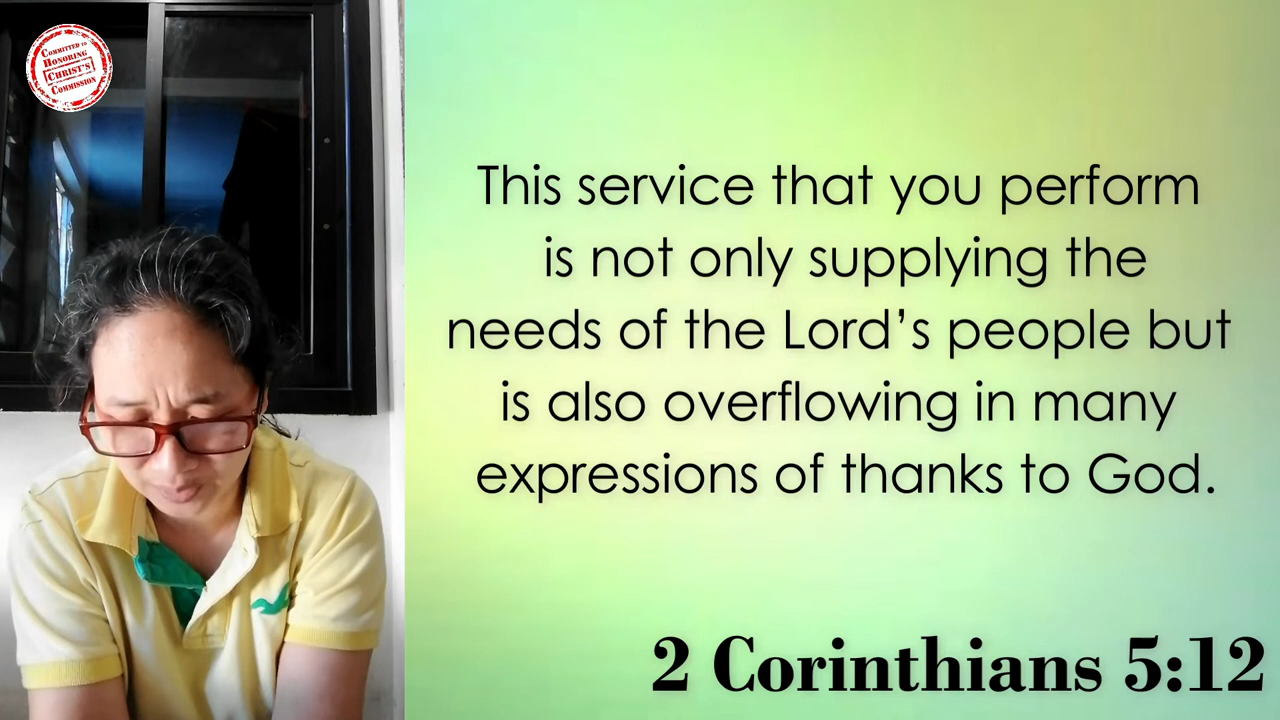 COMMITTED TO
HONORING
CHRIST'S
COMMISSION
This service that you perform
is not only supplying the
needs of the Lord’s people but
is also overflowing in many
expressions of thanks to God.
2 Corinthians 5:12